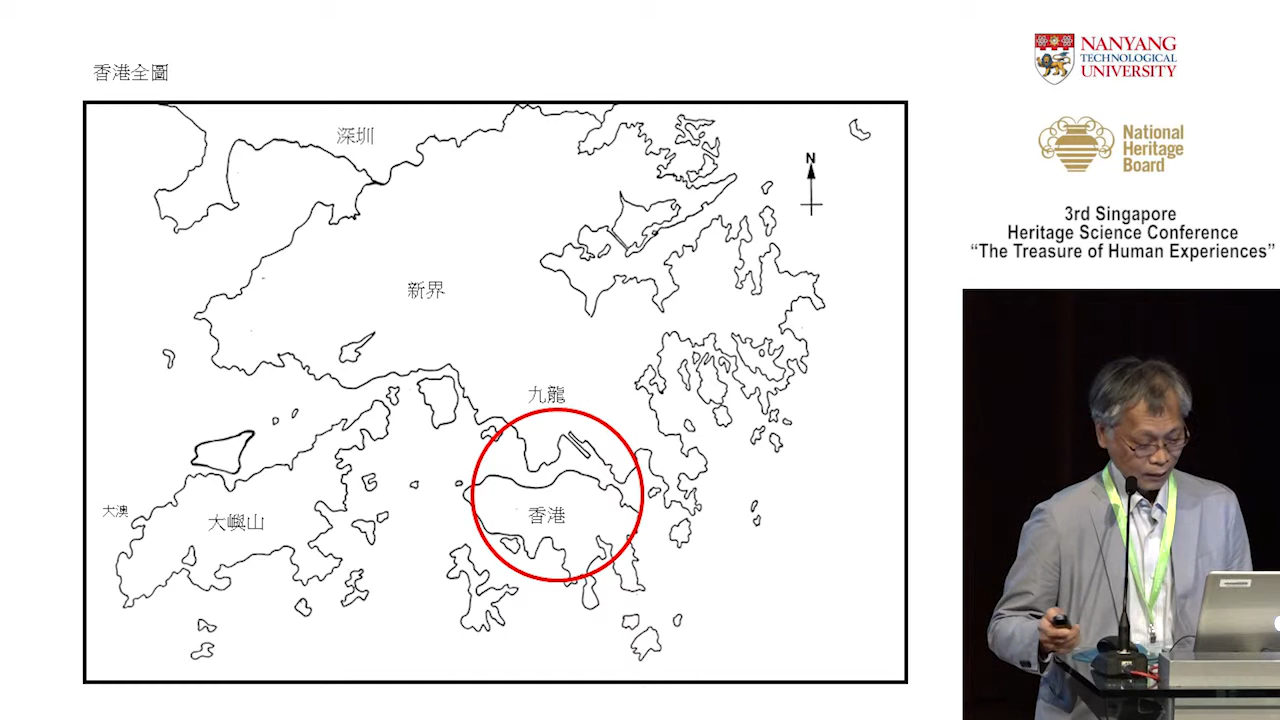 香港全圖
深圳
N
新界
九龍
香港
大澳
大嶼山
NANYANG
TECHNOLOGICAL
UNIVERSITY
National
Heritage
Board
3rd Singapore
Heritage Science Conference
“The Treasure of Human Experiences”